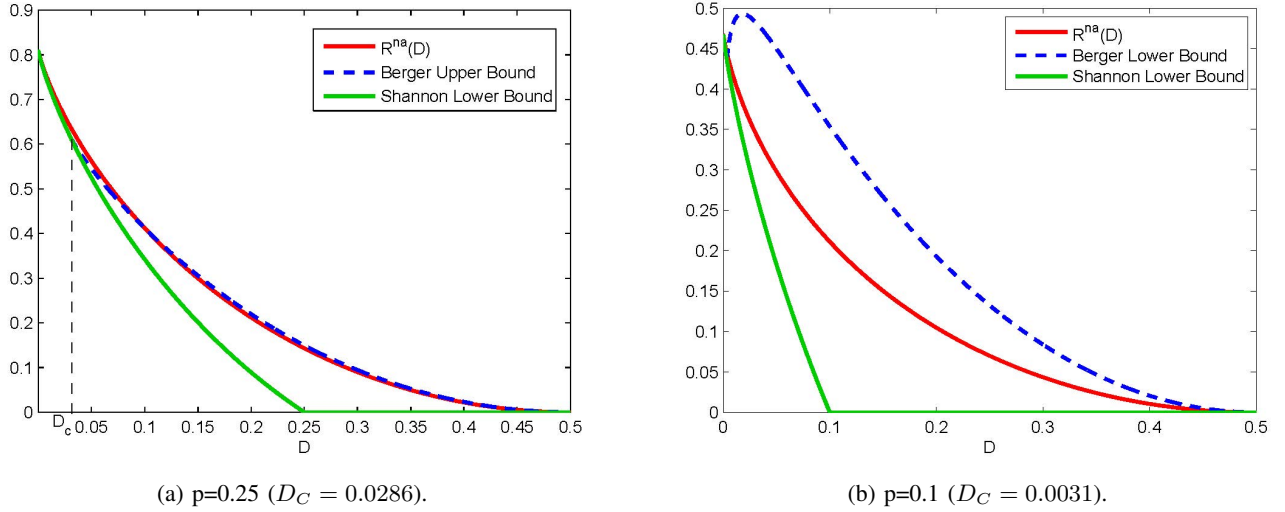 0.9
0.8
0.7
0.6
0.5
0.4
0.3
0.2
0.1
0
D_c 0.05 0.1 0.15 0.2 0.25 0.3 0.35 0.4 0.45 0.5
D
R^na(D)
Berger Upper Bound
Shannon Lower Bound
(a) p=0.25 (D_C = 0.0286).
0.5
0.45
0.4
0.35
0.3
0.25
0.2
0.15
0.1
0.05
0
0 0.1 0.2 0.3 0.4 0.5
D
R^na(D)
Berger Lower Bound
Shannon Lower Bound
(b) p=0.1 (D_C = 0.0031).